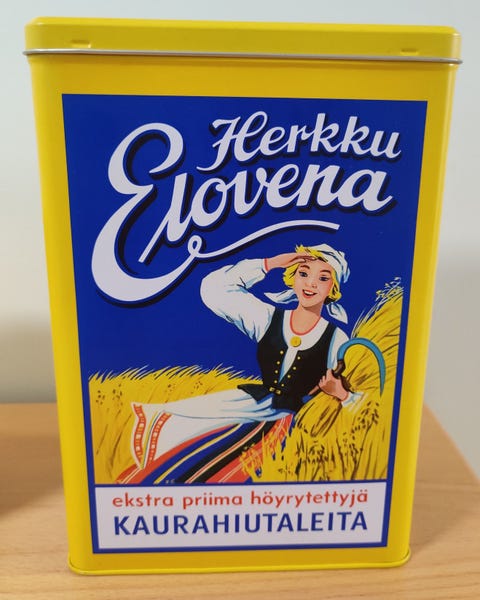 Herkku
Elovena
ekstra priima höyrytettyjä
KAURAHIUTALEITA